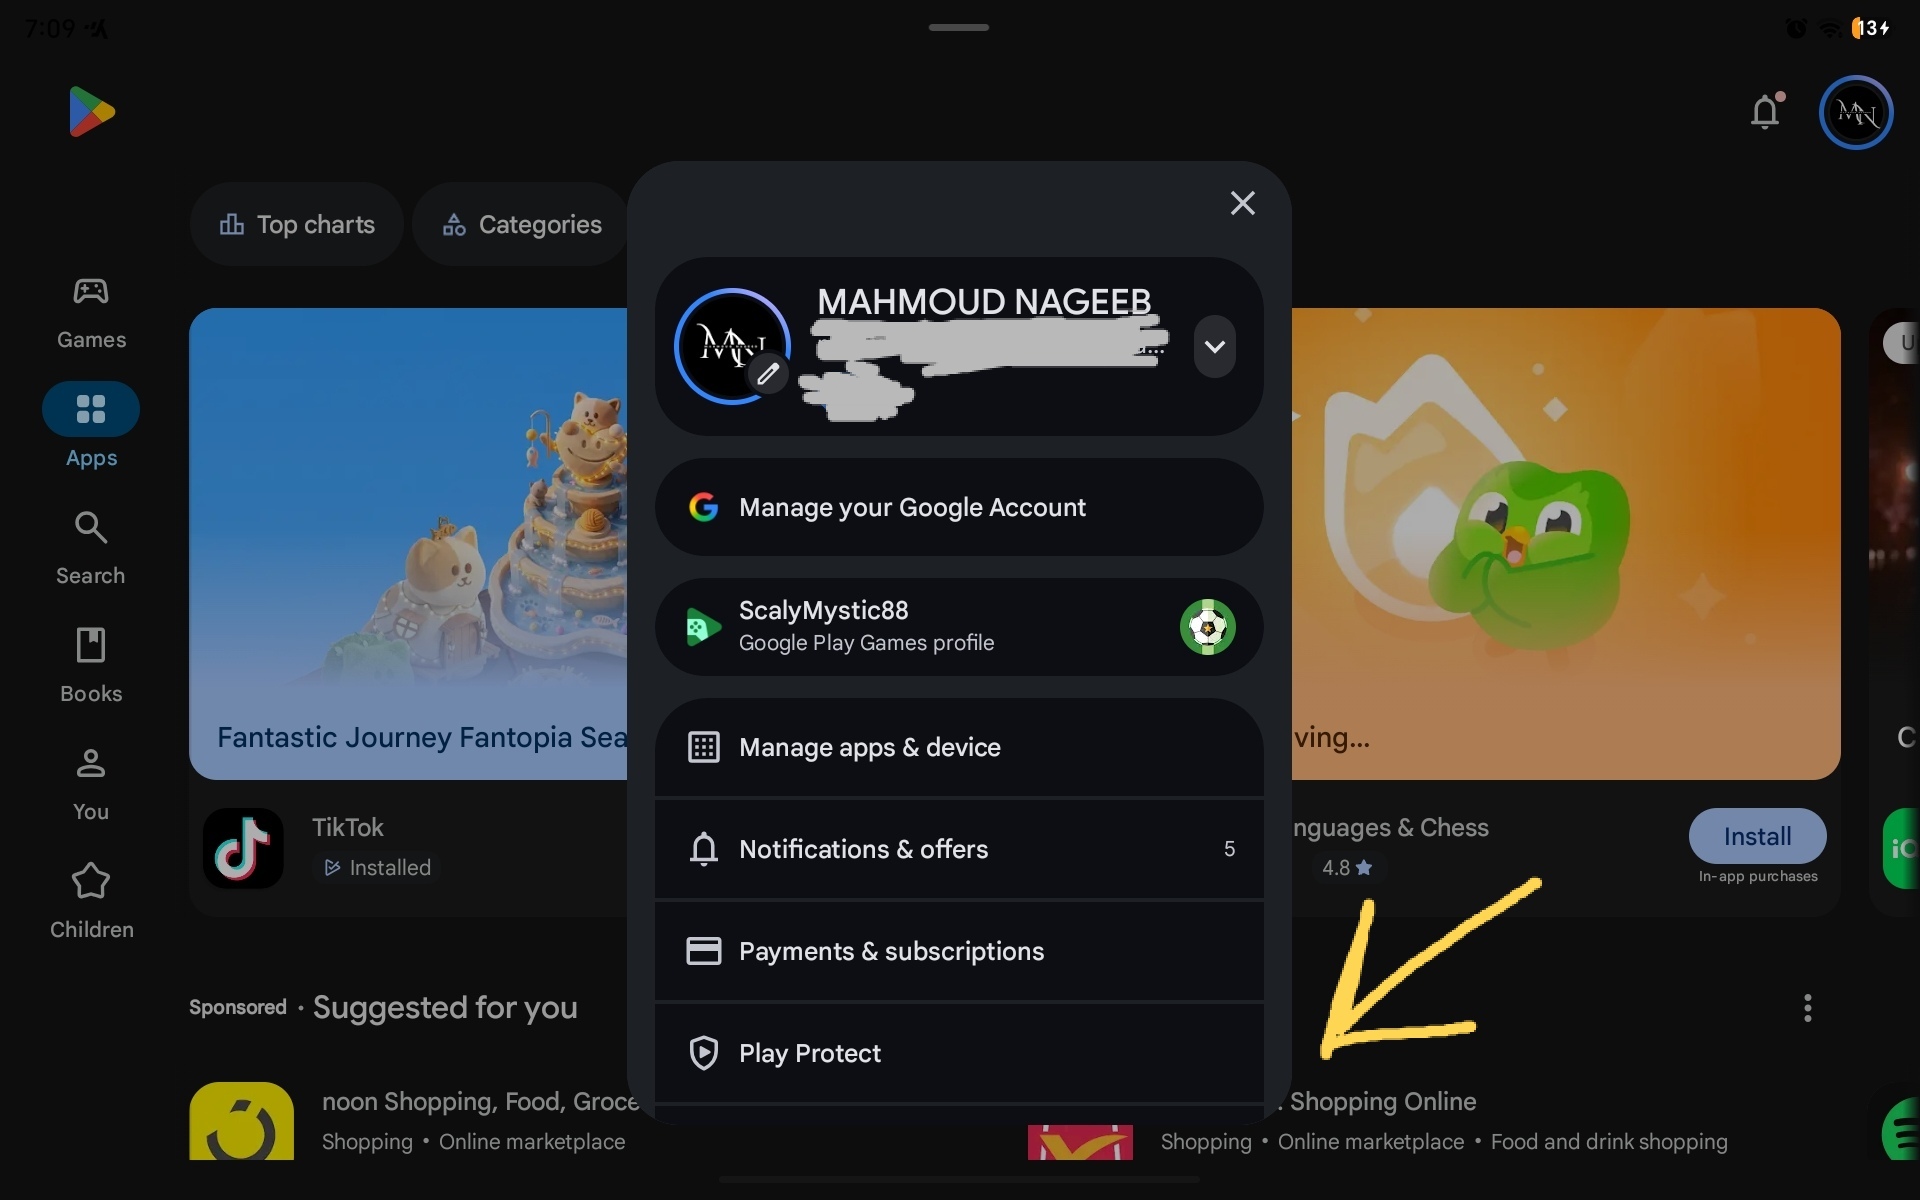 7:09
13
Top charts
Categories
Games
Apps
Search
Books
You
Children
MAHMOUD NAGEEB
Manage your Google Account
ScalyMystic88
Google Play Games profile
Manage apps & device
Notifications & offers 5
Payments & subscriptions
Play Protect
Fantastic Journey Fantopia Sea
ving...
TikTok
Installed
nguages & Chess
4.8
Install
In-app purchases
Sponsored • Suggested for you
noon Shopping, Food, Groce
Shopping • Online marketplace
Shopping Online
Shopping • Online marketplace • Food and drink shopping